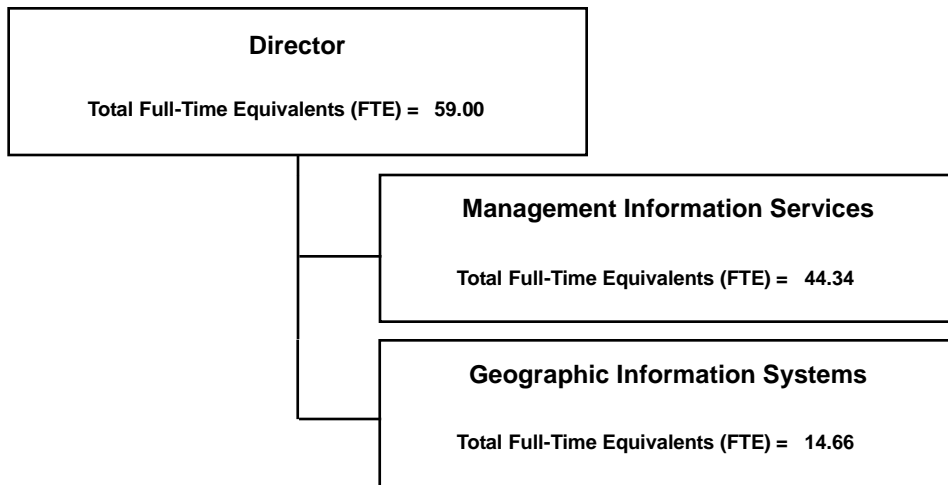 Director
Total Full-Time Equivalents (FTE) = 59.00
Management Information Services
Total Full-Time Equivalents (FTE) = 44.34
Geographic Information Systems
Total Full-Time Equivalents (FTE) = 14.66